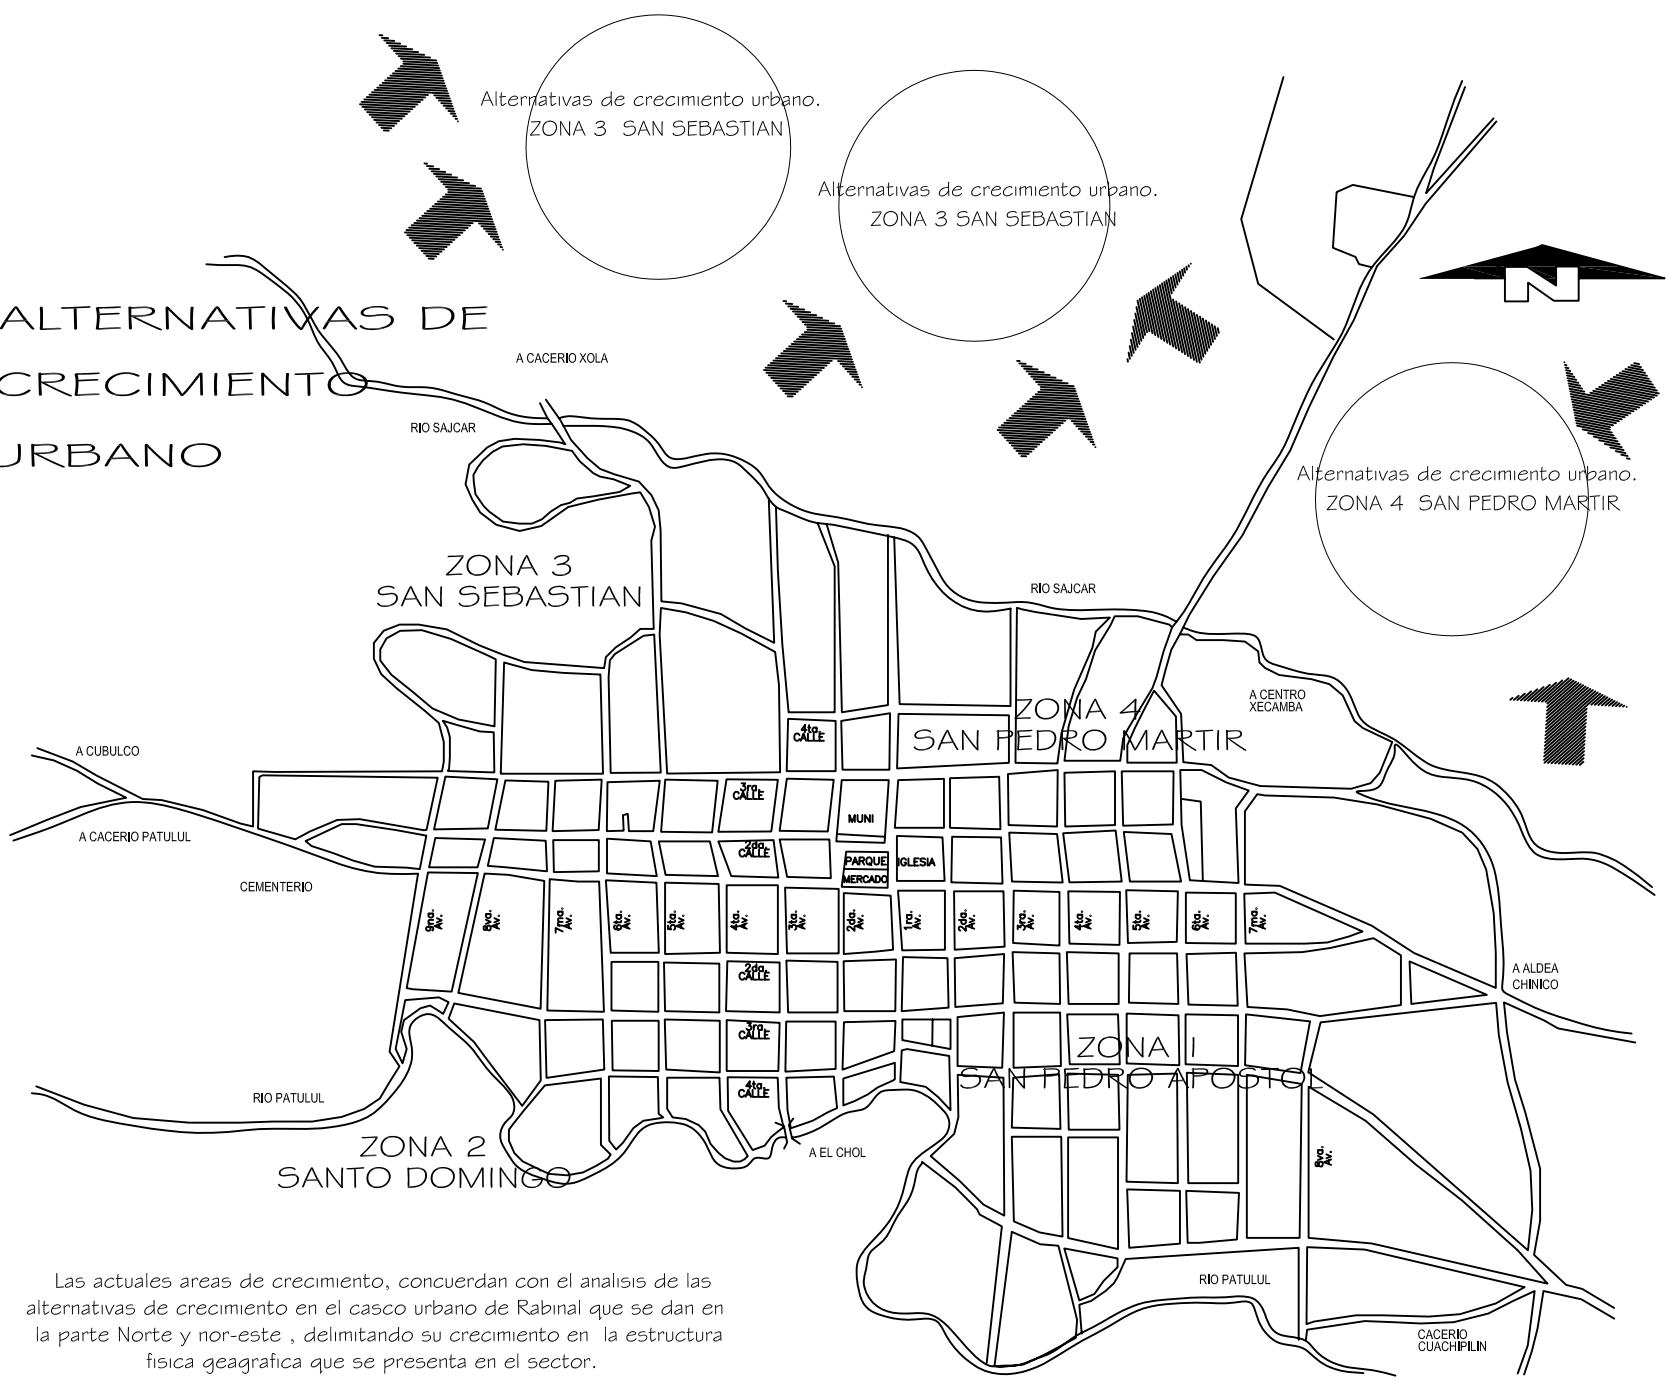 Alternativas de crecimiento urbano.
ZONA 3 SAN SEBASTIAN
Alternativas de crecimiento urbano.
ZONA 3 SAN SEBASTIAN
N
ALTERNATIVAS DE
CRECIMIENTO
URBANO
A CACERIO XOLA
RIO SAJCAR
Alternativas de crecimiento urbano.
ZONA 4 SAN PEDRO MARTIR
ZONA 3
SAN SEBASTIAN
RIO SAJCAR
A CENTRO
XECAMBA
ZONA 4
SAN PEDRO MARTIR
4ta.
CALLE
A CUBULCO
3ra.
CALLE
MUNI
A CACERIO PATULUL
2da.
CALLE
PARQUE
IGLESIA
MERCADO
CEMENTERIO
9na.
Av.
8va.
Av.
7ma.
Av.
6ta.
Av.
5ta.
Av.
4ta.
Av.
3ta.
Av.
2da.
Av.
1ra.
Av.
2da.
Av.
3ra.
Av.
4ta.
Av.
5ta.
Av.
6ta.
Av.
7ma.
Av.
2da.
CALLE
A ALDEA
CHINICO
3ra.
CALLE
ZONA 1
SAN PEDRO APOSTOL
4ta.
CALLE
RIO PATULUL
ZONA 2
SANTO DOMINGO
A EL CHOL
8va.
Av.
RIO PATULUL
CACERIO
CUACHIPILIN
Las actuales areas de crecimiento, concuerdan con el analisis de las
alternativas de crecimiento en el casco urbano de Rabinal que se dan en
la parte Norte y nor-este , delimitando su crecimiento en la estructura
fisica geagrafica que se presenta en el sector.